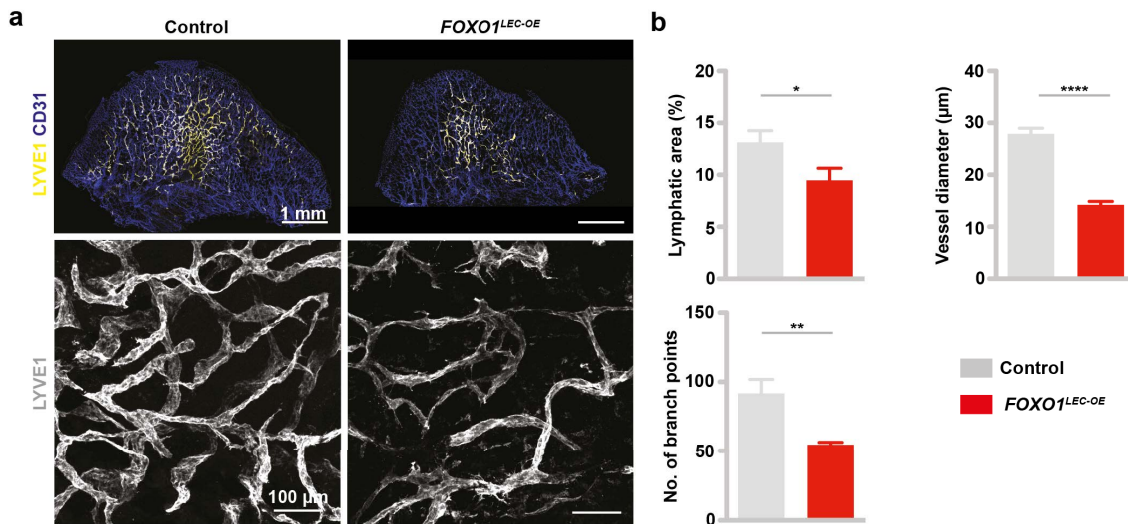 a
Control
FOXO1LEC-OE
LYVE1 CD31
1 mm
LYVE1
100 µm
b
Lymphatic area (%)
20
15
10
5
0
*
Vessel diameter (µm)
40
30
20
10
0
****
No. of branch points
150
100
50
0
**
Control
FOXO1LEC-OE